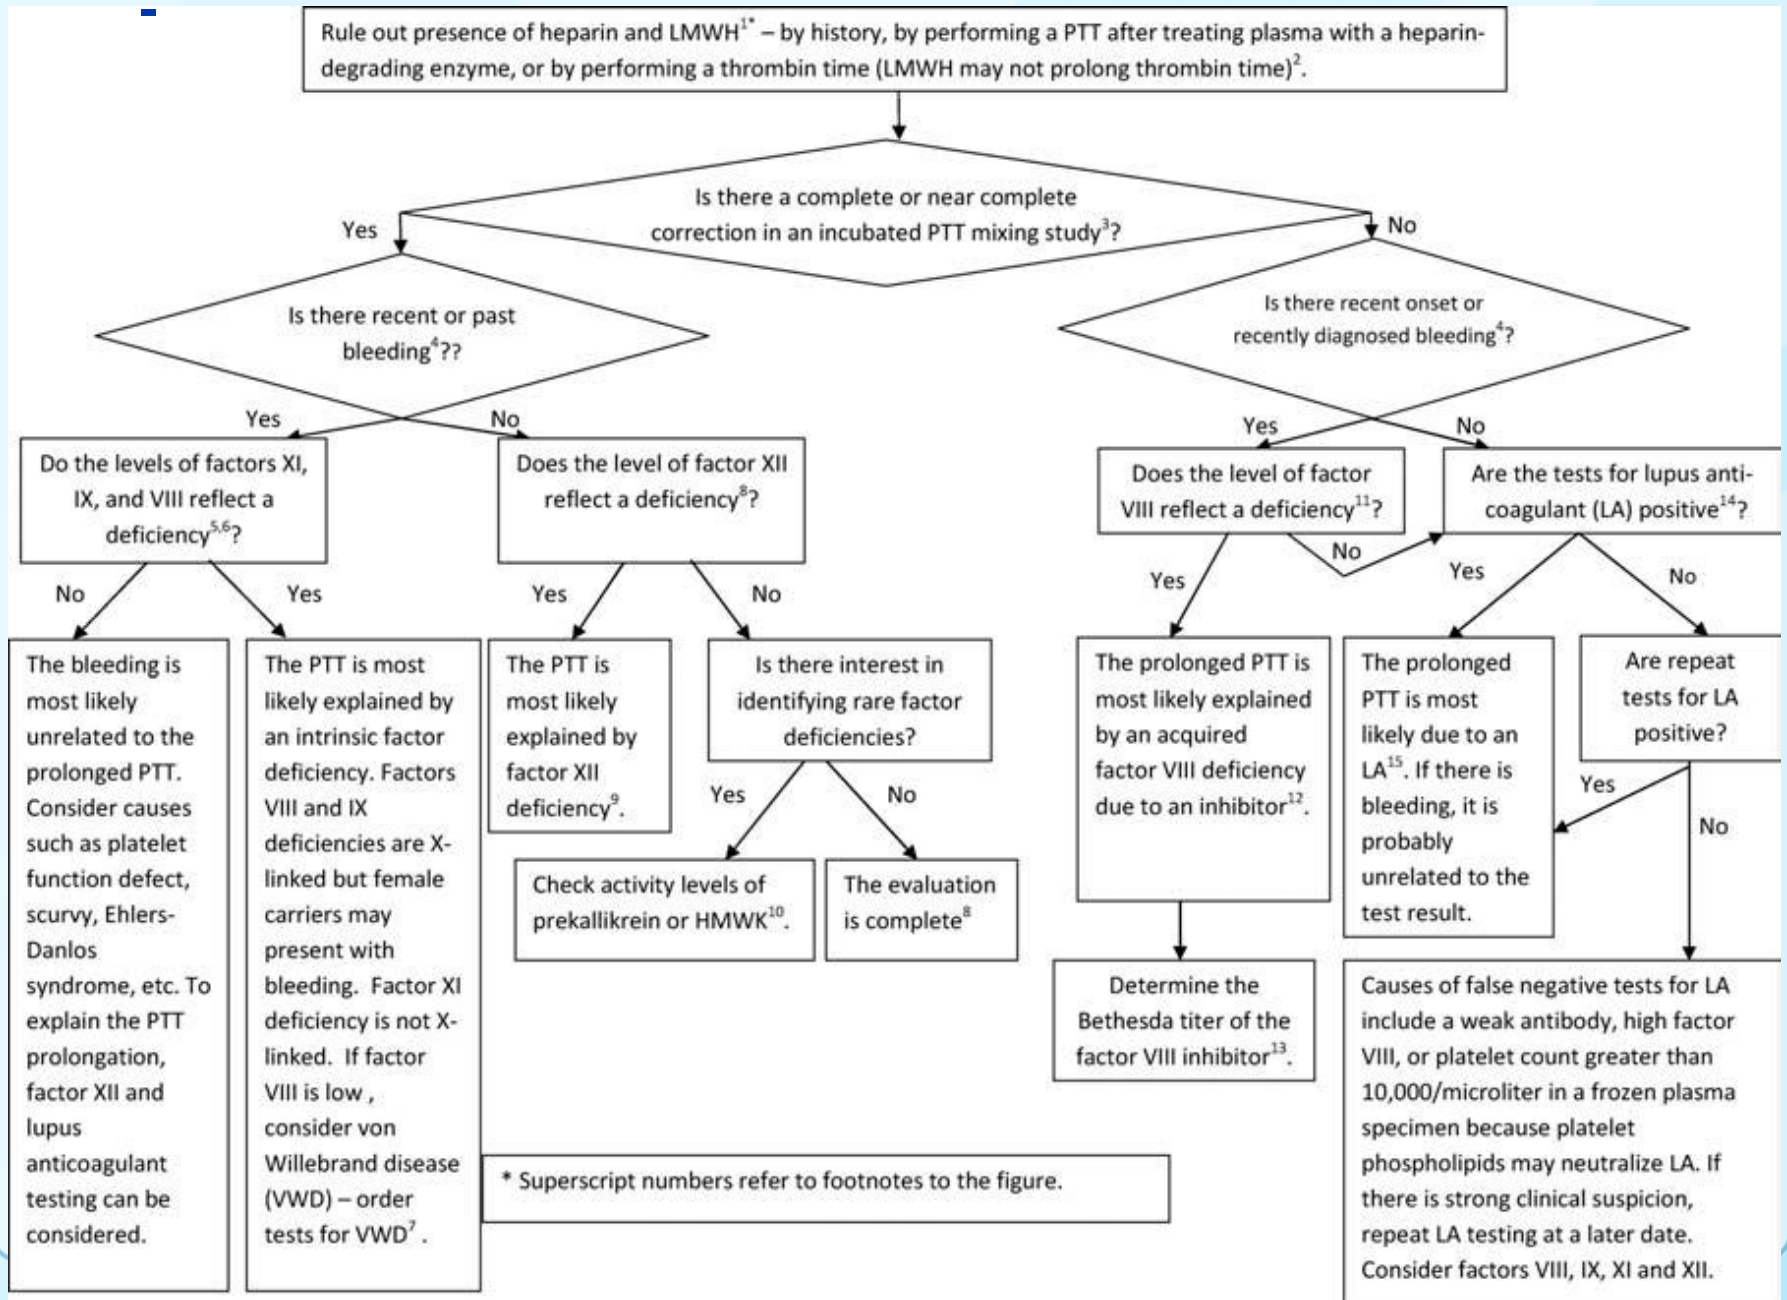 Rule out presence of heparin and LMWH1* – by history, by performing a PTT after treating plasma with a heparin-
degrading enzyme, or by performing a thrombin time (LMWH may not prolong thrombin time)2.
Is there a complete or near complete
correction in an incubated PTT mixing study3?
Yes
No
Is there recent or past
bleeding4??
Is there recent onset or
recently diagnosed bleeding4?
Yes
No
Yes
No
Do the levels of factors XI,
IX, and VIII reflect a
deficiency5,6?
Does the level of factor XII
reflect a deficiency8?
Does the level of factor
VIII reflect a deficiency11?
Are the tests for lupus anti-
coagulant (LA) positive14?
No
Yes
Yes
No
Yes
No
Yes
No
The bleeding is
most likely
unrelated to the
prolonged PTT.
Consider causes
such as platelet
function defect,
scurvy, Ehlers-
Danlos
syndrome, etc. To
explain the PTT
prolongation,
factor XII and
lupus
anticoagulant
testing can be
considered.
The PTT is most
likely explained by
an intrinsic factor
deficiency. Factors
VIII and IX
deficiencies are X-
linked but female
carriers may
present with
bleeding. Factor XI
deficiency is not X-
linked. If factor
VIII is low ,
consider von
Willebrand disease
(VWD) – order
tests for VWD7 .
The PTT is
most likely
explained by
factor XII
deficiency9.
Is there interest in
identifying rare factor
deficiencies?
Yes
No
Check activity levels of
prekallikrein or HMWK10.
The evaluation
is complete8
The prolonged PTT is
most likely explained
by an acquired
factor VIII deficiency
due to an inhibitor12.
Determine the
Bethesda titer of the
factor VIII inhibitor13.
The prolonged
PTT is most
likely due to an
LA15. If there is
bleeding, it is
probably
unrelated to the
test result.
Are repeat
tests for LA
positive?
Yes
No
Causes of false negative tests for LA
include a weak antibody, high factor
VIII, or platelet count greater than
10,000/microliter in a frozen plasma
specimen because platelet
phospholipids may neutralize LA. If
there is strong clinical suspicion,
repeat LA testing at a later date.
Consider factors VIII, IX, XI and XII.
* Superscript numbers refer to footnotes to the figure.